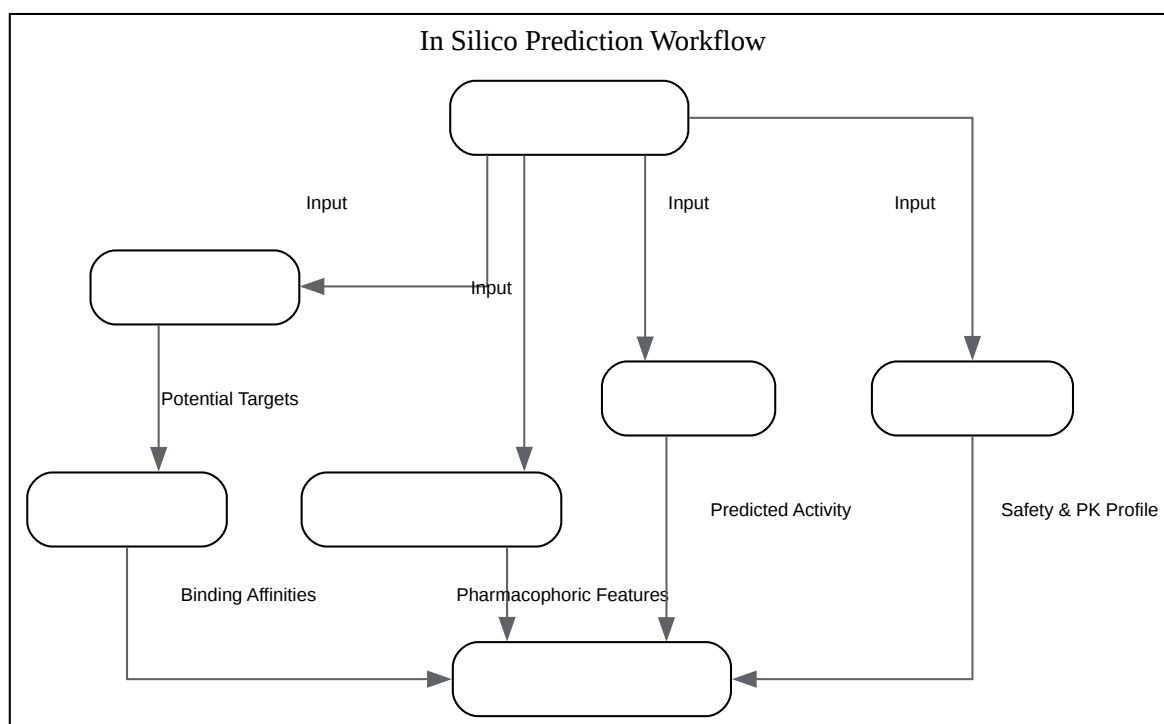 In Silico Prediction Workflow
Input
Input
Input
Input
Potential Targets
Predicted Activity
Safety & PK Profile
Binding Affinities
Pharmacophoric Features